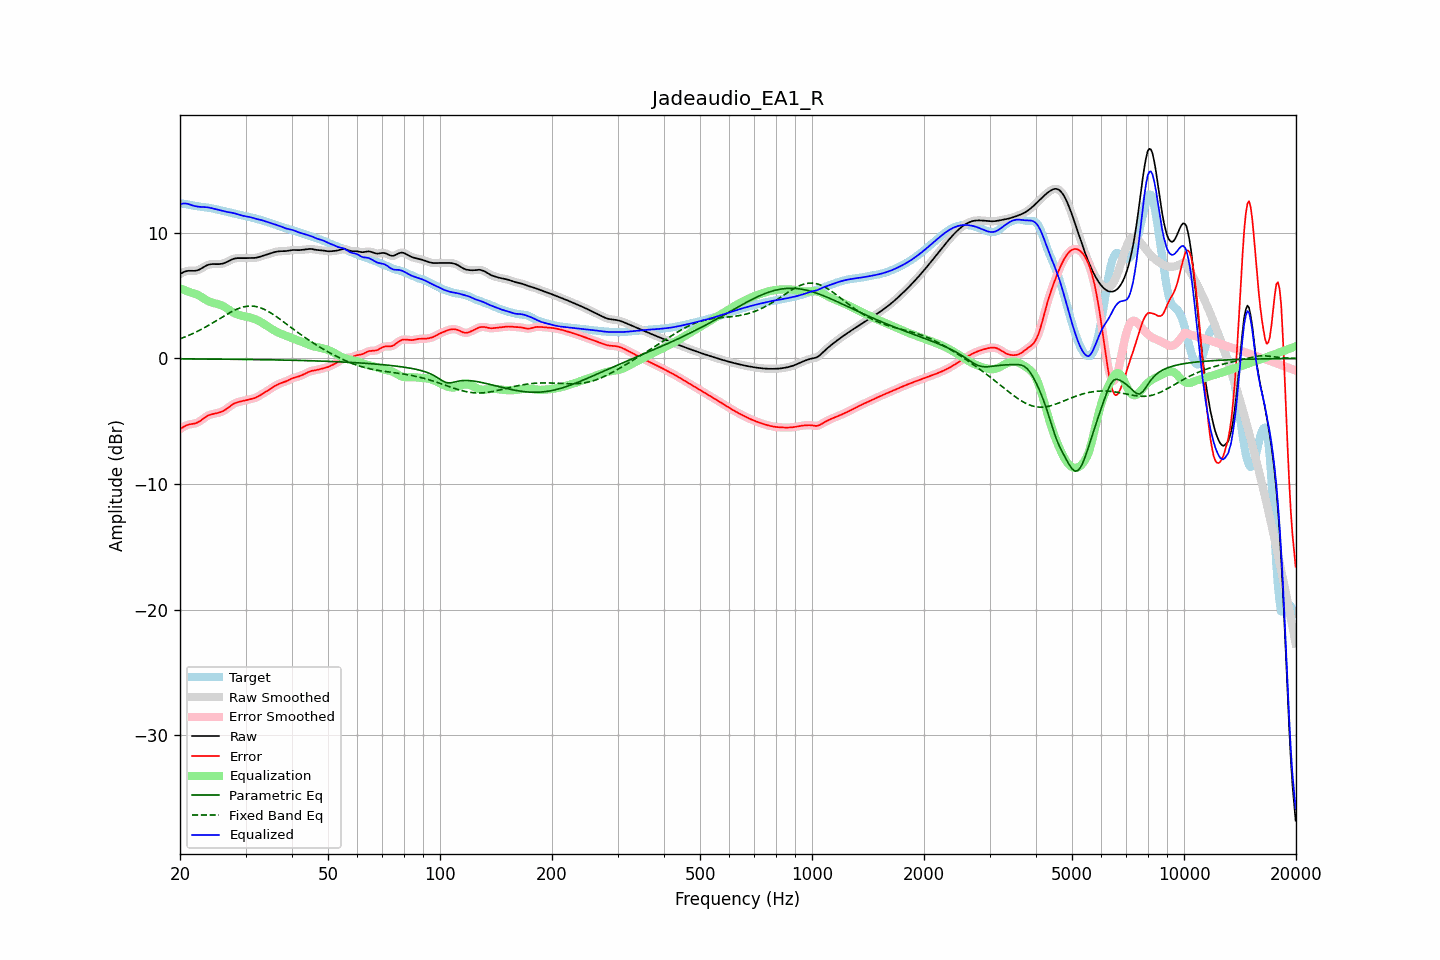 Jadeaudio_EA1_R
Amplitude (dBr)
10
0
−10
−20
−30
Target
Raw Smoothed
Error Smoothed
Raw
Error
Equalization
Parametric Eq
Fixed Band Eq
Equalized
20 50 100 200 500 1000 2000 5000 10000 20000
Frequency (Hz)